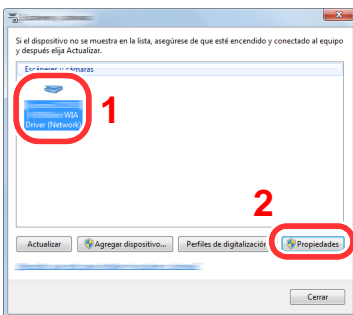 Si el dispositivo no se muestra en la lista, asegúrese de que esté encendido y conectado al equipo
y después elija Actualizar.
Escáneres y cámaras
WIA
Driver (Network)
1
2
Actualizar
Agregar dispositivo...
Perfiles de digitalización
Propiedades
Cerrar